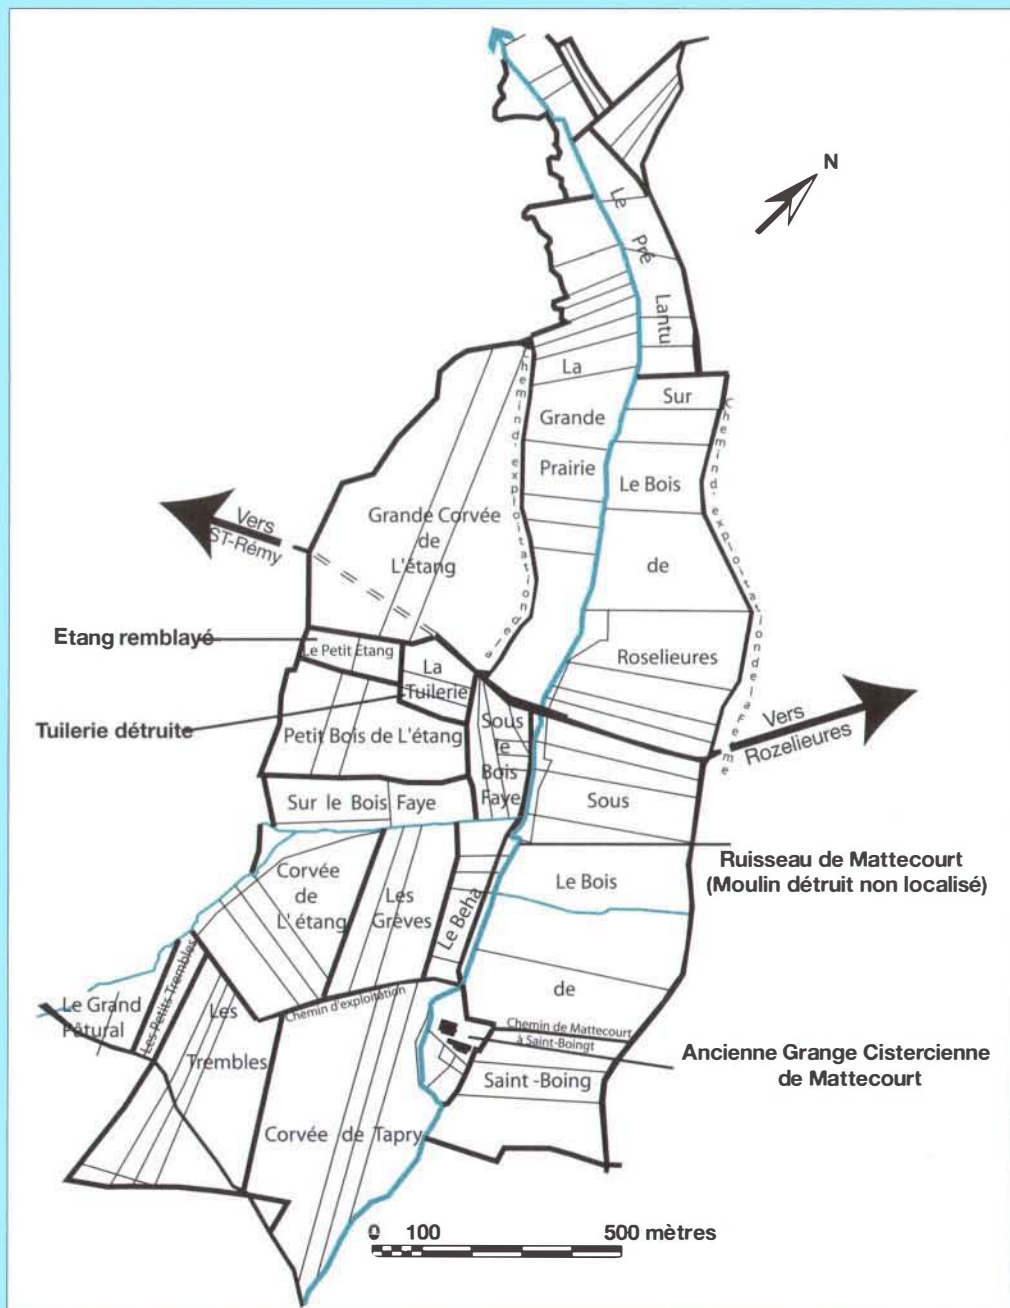 N
Le
Pré
Lantu
La
Grande
Prairie
Sur
Le Bois
de
Roselieures
Chemin d'exploitation
de la
Chemin d'exploitation de la ferme
Vers
ST-Rémy
Grande Corvée
de
L'étang
Etang remblayé
Le Petit Etang
La
Tuilerie
Tuilerie détruite
Petit Bois de L'étang
Sous
le
Bois
Faye
Vers
Rozelieures
Sur le Bois Faye
Sous
Le Bois
de
Saint -Boing
Ruisseau de Mattecourt
(Moulin détruit non localisé)
Corvée
de
L'étang
Les
Grèves
Le Beha
Le Grand
Pâtural
Les Petits Trembles
Les
Trembles
Chemin d'exploitation
Chemin de Mattecourt
à Saint-Boingt
Ancienne Grange Cistercienne
de Mattecourt
Corvée de Tapry
0 100 500 mètres